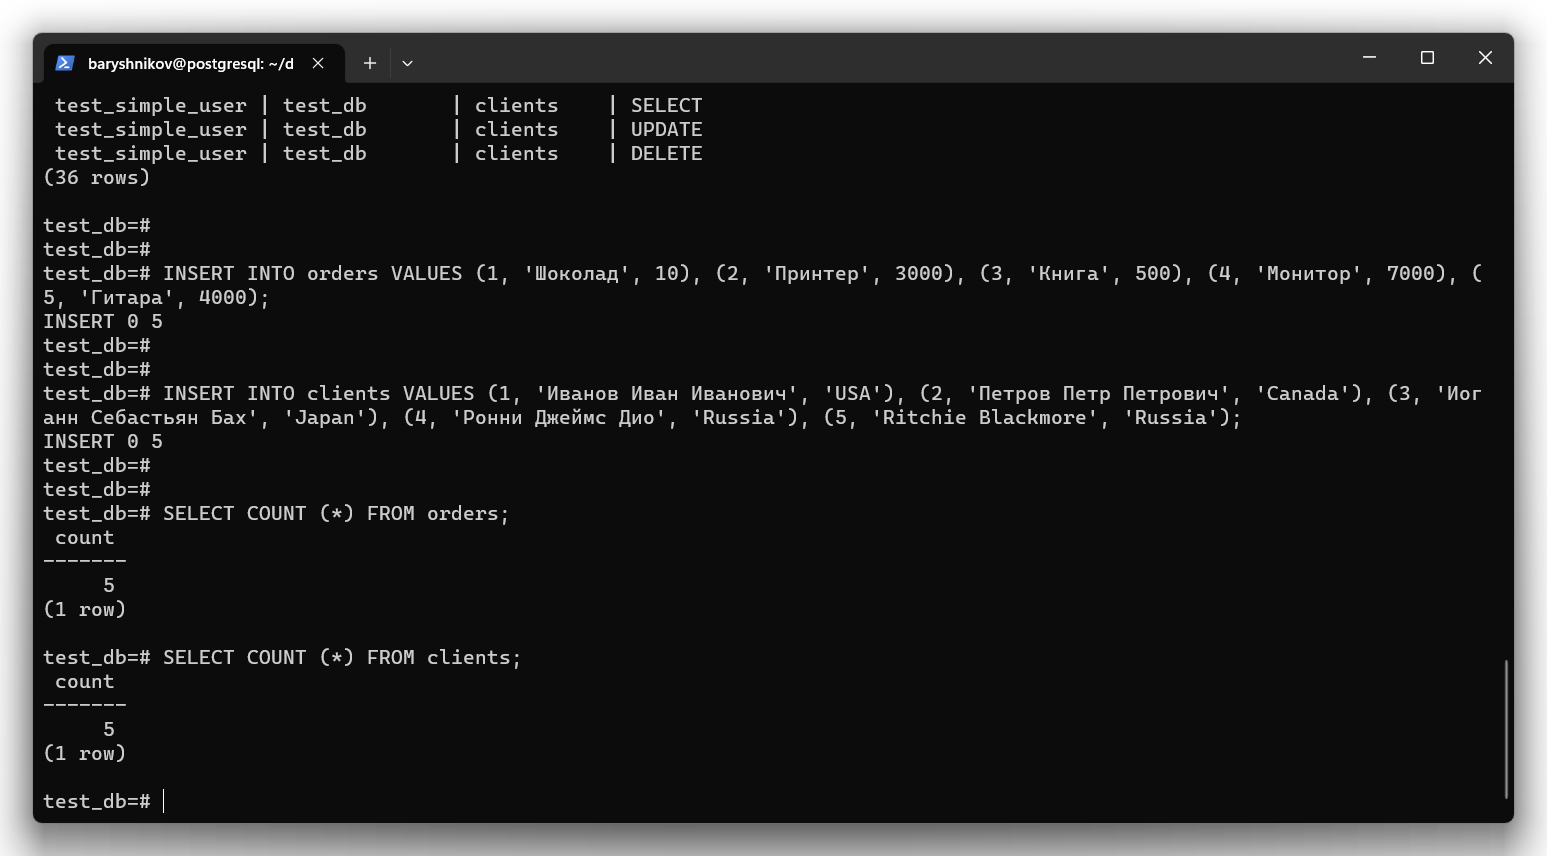 baryshnikov@postgresql: ~/d
test_simple_user | test_db       | clients    | SELECT
test_simple_user | test_db       | clients    | UPDATE
test_simple_user | test_db       | clients    | DELETE
(36 rows)
test_db=#
test_db=#
test_db=# INSERT INTO orders VALUES (1, 'Шоколад', 10), (2, 'Принтер', 3000), (3, 'Книга', 500), (4, 'Монитор', 7000), (
5, 'Гитара', 4000);
INSERT 0 5
test_db=#
test_db=#
test_db=# INSERT INTO clients VALUES (1, 'Иванов Иван Иванович', 'USA'), (2, 'Петров Петр Петрович', 'Canada'), (3, 'Иог
анн Себастьян Бах', 'Japan'), (4, 'Ронни Джеймс Дио', 'Russia'), (5, 'Ritchie Blackmore', 'Russia');
INSERT 0 5
test_db=#
test_db=#
test_db=# SELECT COUNT (*) FROM orders;
count
-------
5
(1 row)
test_db=# SELECT COUNT (*) FROM clients;
count
-------
5
(1 row)
test_db=#